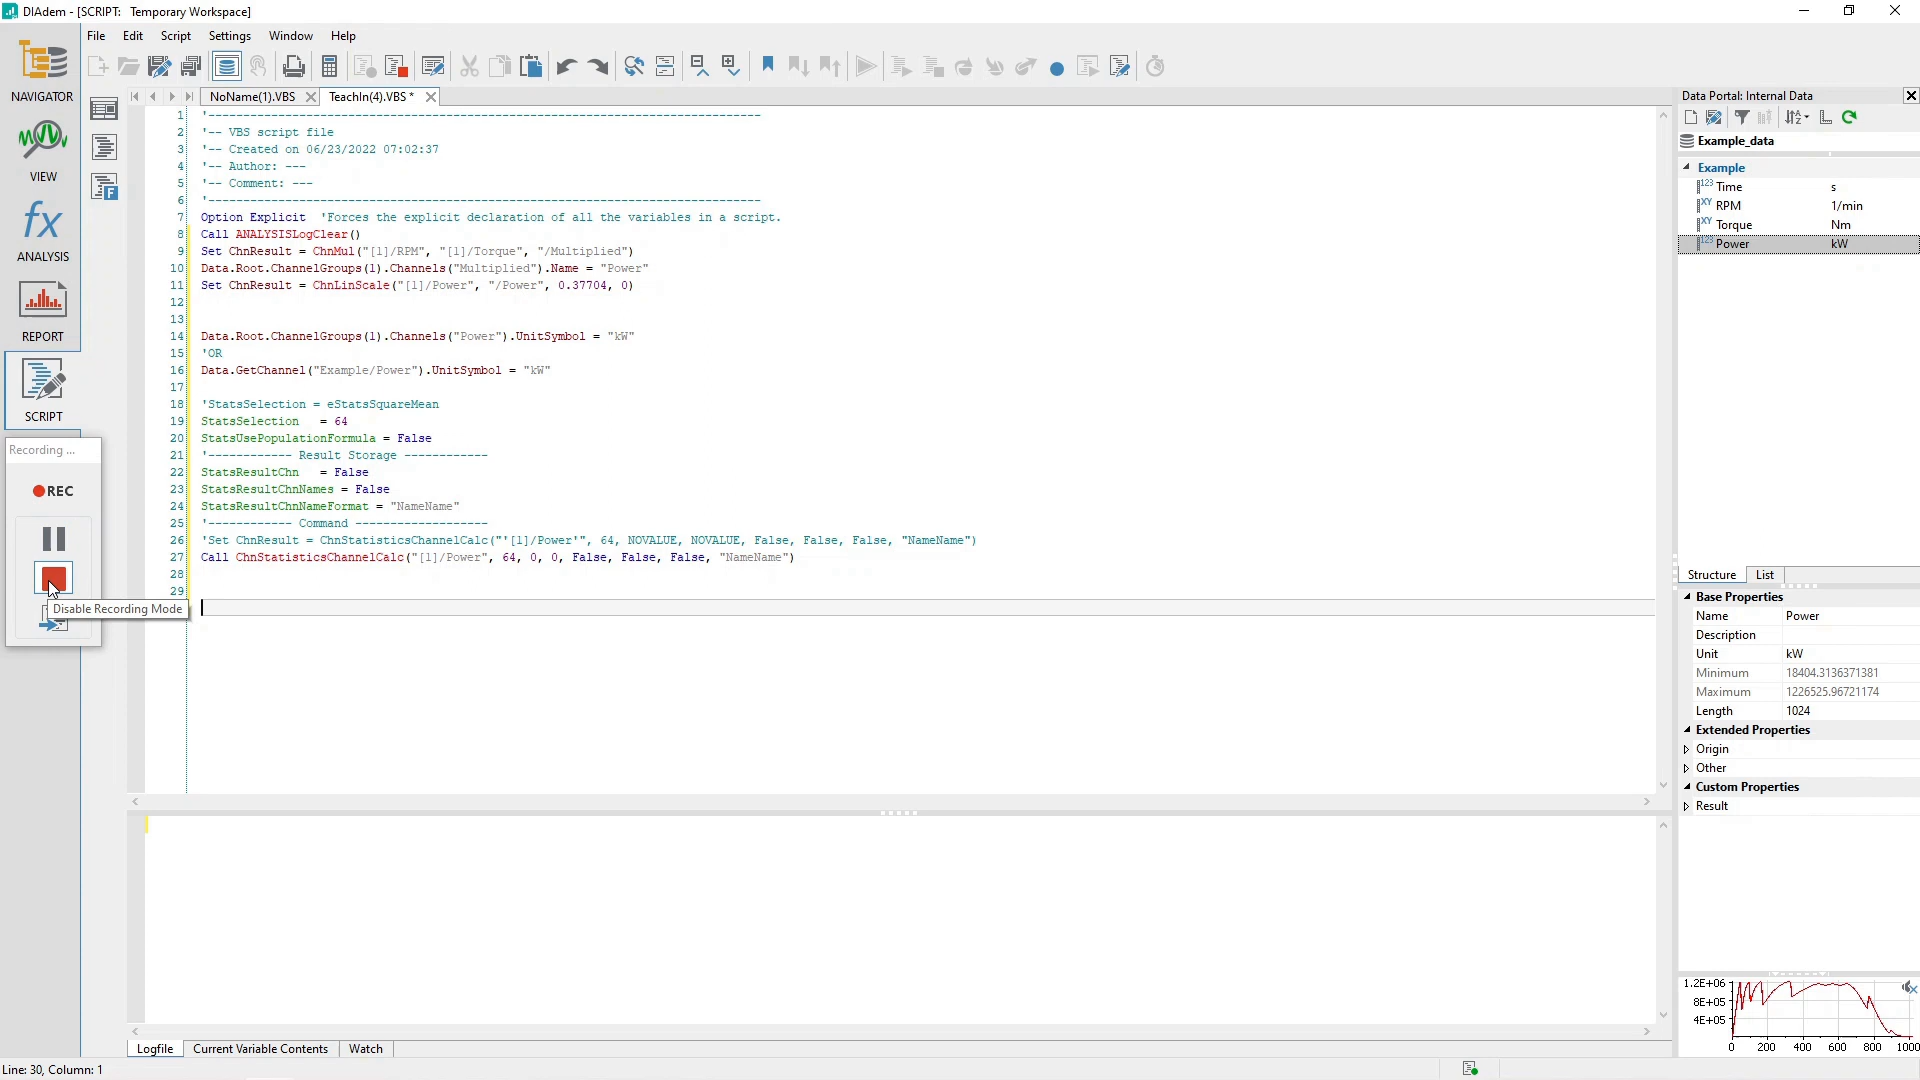 DIAdem - [SCRIPT:   Temporary Workspace]
File Edit Script Settings Window Help
NAVIGATOR
VIEW
fx
ANALYSIS
REPORT
SCRIPT
Recording ...
REC
Disable Recording Mode
NoName(1).VBS
TeachIn(4).VBS *
1 '-------------------------------------------------------------------------------
2 '-- VBS script file
3 '-- Created on 06/23/2022 07:02:37
4 '-- Author: ---
5 '-- Comment: ---
6 '-------------------------------------------------------------------------------
7 Option Explicit  'Forces the explicit declaration of all the variables in a script.
8 Call ANALYSISLogClear()
9 Set ChnResult = ChnMul("[1]/RPM", "[1]/Torque", "/Multiplied")
10 Data.Root.ChannelGroups(1).Channels("Multiplied").Name = "Power"
11 Set ChnResult = ChnLinScale("[1]/Power", "/Power", 0.37704, 0)
12
13
14 Data.Root.ChannelGroups(1).Channels("Power").UnitSymbol = "kW"
15 'OR
16 Data.GetChannel("Example/Power").UnitSymbol = "kW"
17
18 'StatsSelection = eStatsSquareMean
19 StatsSelection   = 64
20 StatsUsePopulationFormula = False
21 '------------ Result Storage ------------
22 StatsResultChn   = False
23 StatsResultChnNames = False
24 StatsResultChnNameFormat = "NameName"
25 '------------ Command -------------------
26 'Set ChnResult = ChnStatisticsChannelCalc("'[1]/Power'", 64, NOVALUE, NOVALUE, False, False, False, "NameName")
27 Call ChnStatisticsChannelCalc("[1]/Power", 64, 0, 0, False, False, False, "NameName")
28
29
Logfile Current Variable Contents Watch
Line: 30, Column: 1
Data Portal: Internal Data
Example_data
Example
123 Time s
XY RPM 1/min
XY Torque Nm
123 Power kW
Structure List
Base Properties
Name Power
Description
Unit kW
Minimum 18404.3136371381
Maximum 1226525.96721174
Length 1024
Extended Properties
Origin
Other
Custom Properties
Result
1.2E+06
8E+05
4E+05
0 200 400 600 800 1000